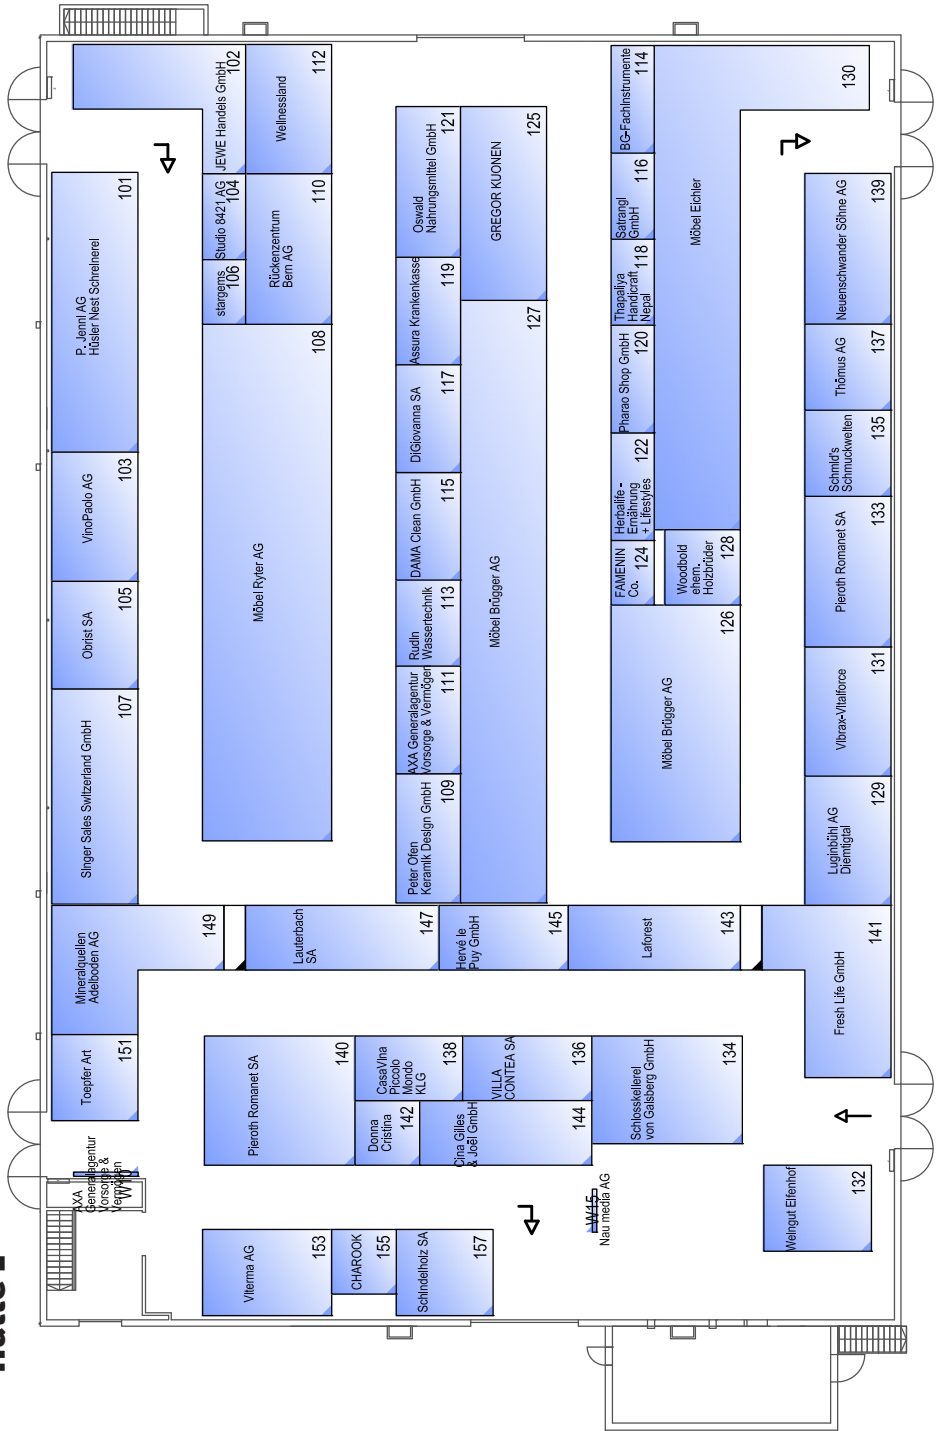 102
JEWE Handels GmbH
112
Wellnessland
101
P. Jenni AG
Hüsler Nest Schreinerei
104
Studio 8421 AG
106
stargems
110
Rückenzentrum
Bern AG
108
Möbel Ryter AG
103
VinoPaolo AG
105
Obrist SA
107
Singer Sales Switzerland GmbH
121
Oswald
Nahrungsmittel GmbH
125
GREGOR KUONEN
119
Assura Krankenkasse
117
DiGiovanna SA
115
DAMA Clean GmbH
113
Rudin
Wassertechnik
111
AXA Generalagentur
Vorsorge & Vermögen
109
Peter Ofen
Keramik Design GmbH
127
Möbel Brügger AG
114
BG-Fachinstrumente
116
Satrangi
GmbH
118
Thapaliya
Handicraft
Nepal
120
Pharao Shop GmbH
122
Herbalife -
Ernährung
+ Lifestyles
124
FAMENIN
Co.
128
Woodbold
ehem.
Holzbrüder
126
Möbel Brügger AG
130
Möbel Eichler
139
Neuenschwander Söhne AG
137
Thömus AG
135
Schmid's
Schmuckwelten
133
Pieroth Romanet SA
131
Vibrax-Vitalforce
129
Luginbühl AG
Diemtigtal
149
Mineralquellen
Adelboden AG
147
Lauterbach
SA
145
Hervé le
Puy GmbH
143
Laforest
141
Fresh Life GmbH
151
Toepfer Art
140
Pieroth Romanet SA
138
CasaVina
Piccolo
Mondo
KLG
136
VILLA
CONTEA SA
142
Donna
Cristina
144
Cina Gilles
& Joël GmbH
134
Schlosskellerei
von Galsberg GmbH
AXA
Generalagentur
Vorsorge &
Vermögen
W15
Nau media AG
132
Weingut Eifenhof
153
Viterma AG
155
CHAROOK
157
Schindelholz SA